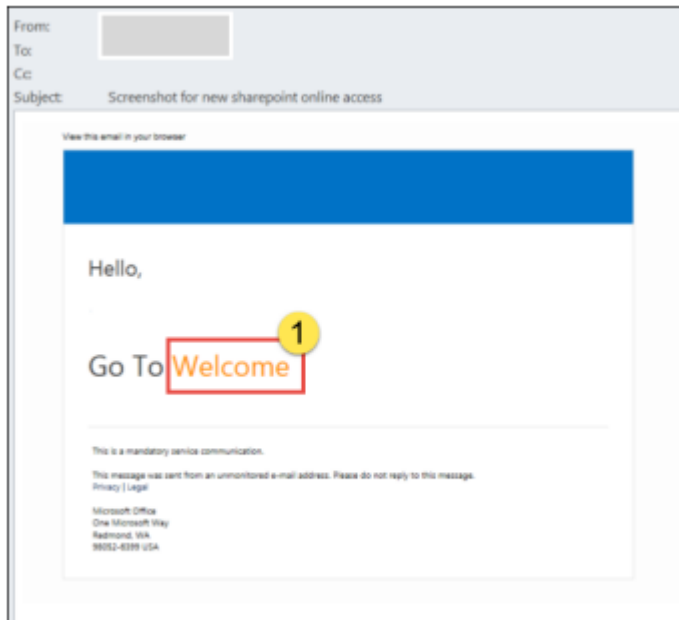 From:
To:
Cc:
Subject: Screenshot for new sharepoint online access
View this email in your browser
Hello,
1
Go To Welcome
This is a mandatory service communication.
This message was sent from an unmonitored e-mail address. Please do not reply to this message.
Privacy | Legal
Microsoft Office
One Microsoft Way
Redmond, WA
98052-6399 USA